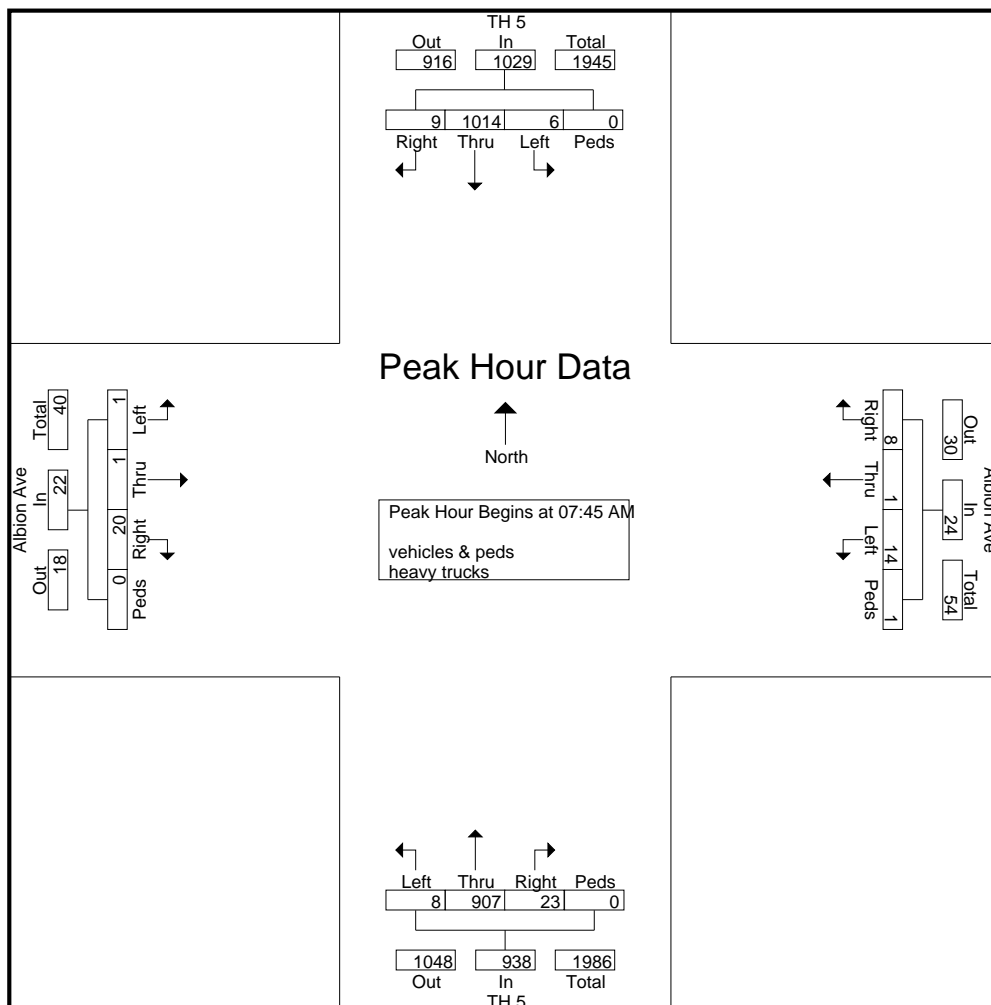 TH 5
Out In Total
916 1029 1945
9 1014 6 0
Right Thru Left Peds
Peak Hour Data
North
Peak Hour Begins at 07:45 AM
vehicles & peds
heavy trucks
Albion Ave
Out In Total
18 22 40
0 20 1 1
Peds Right Thru Left
Albion Ave
Out In Total
30 24 54
8 1 14 1
Right Thru Left Peds
Left Thru Right Peds
8 907 23 0
1048 938 1986
Out In Total
TH 5